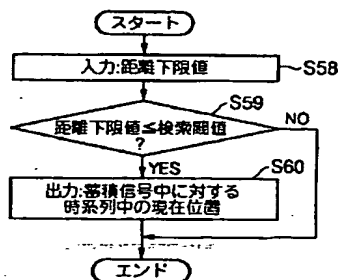 スタート
入力:距離下限値
S58
S59
距離下限値≦検索閾値
?
NO
YES
S60
出力:蓄積信号中に対する
時系列中の現在位置
エンド